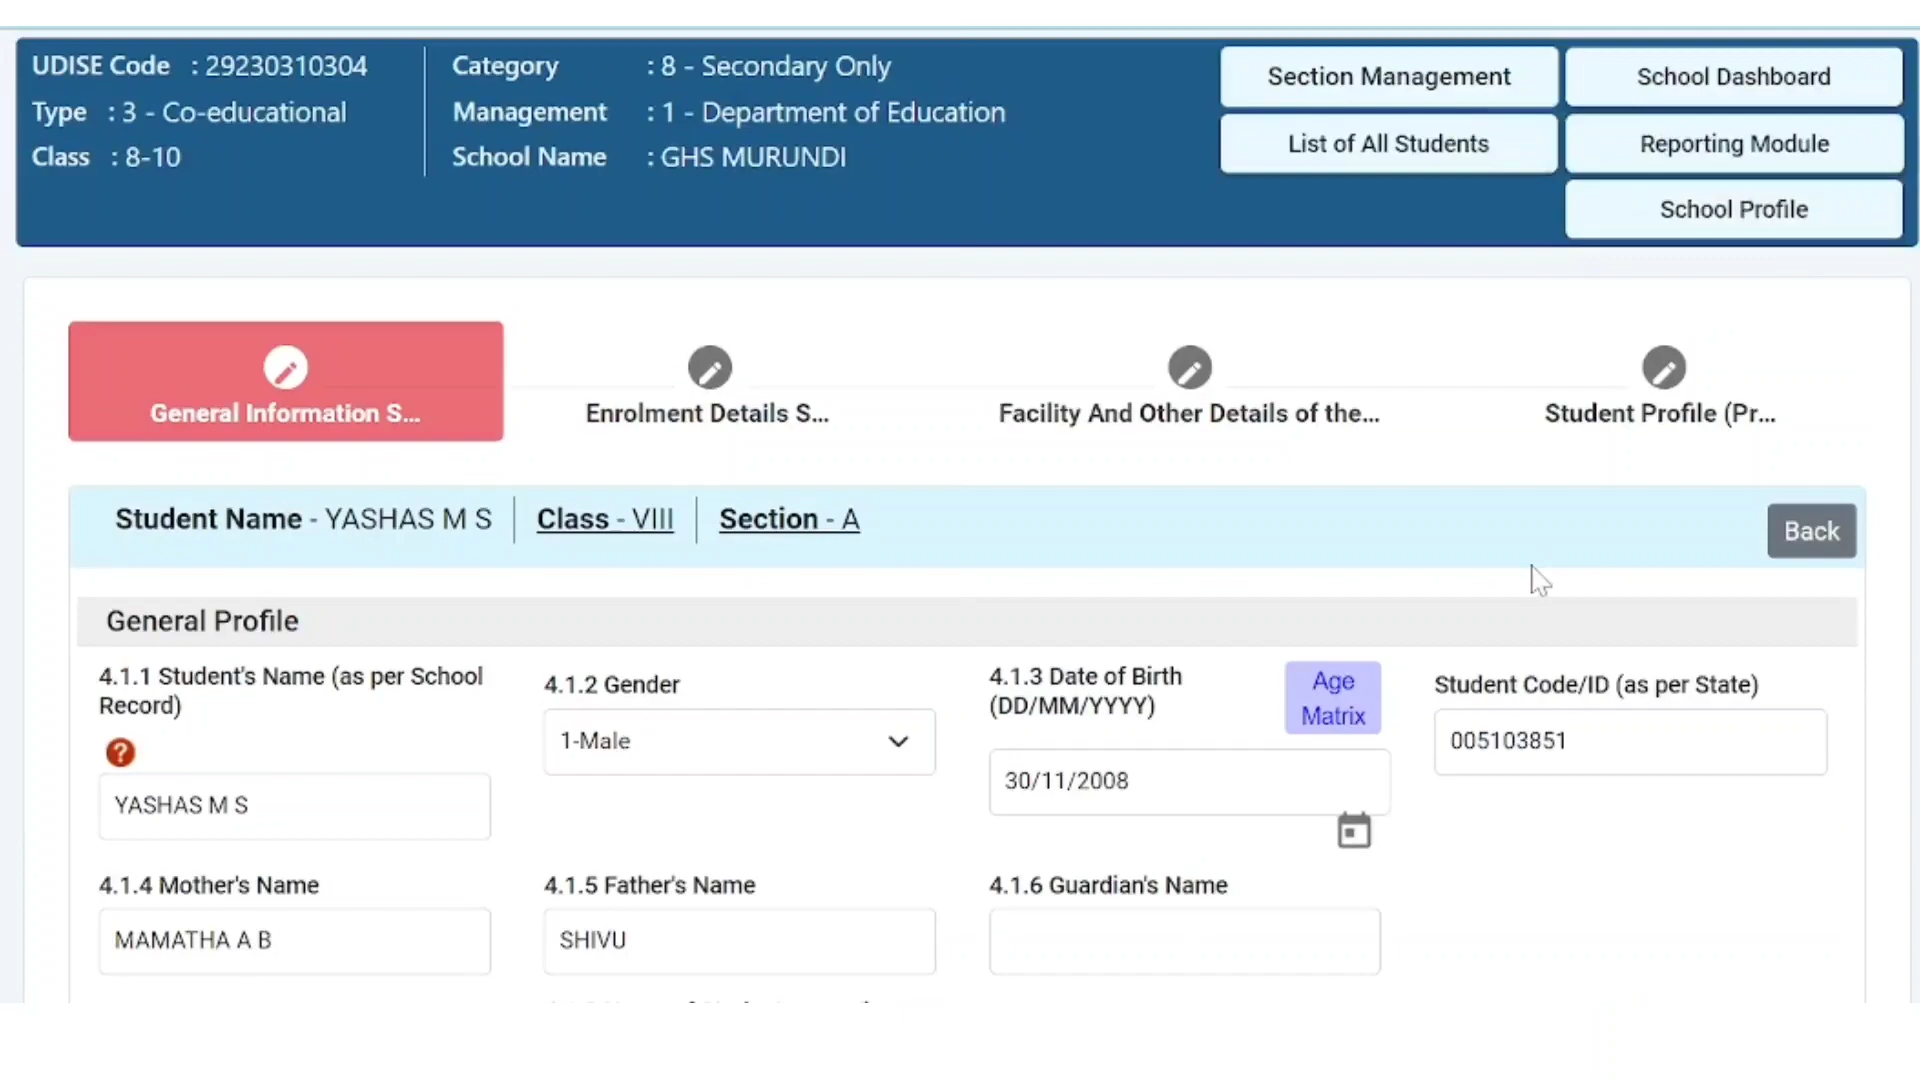 UDISE Code : 29230310304
Type : 3 - Co-educational
Class : 8-10
Category : 8 - Secondary Only
Management : 1 - Department of Education
School Name : GHS MURUNDI
Section Management
School Dashboard
List of All Students
Reporting Module
School Profile
General Information S...
Enrolment Details S...
Facility And Other Details of the...
Student Profile (Pr...
Student Name - YASHAS M S
Class - VIII
Section - A
Back
General Profile
4.1.1 Student's Name (as per School
Record)
?
YASHAS M S
4.1.2 Gender
1-Male
4.1.3 Date of Birth
(DD/MM/YYYY)
Age
Matrix
30/11/2008
Student Code/ID (as per State)
005103851
4.1.4 Mother's Name
MAMATHA A B
4.1.5 Father's Name
SHIVU
4.1.6 Guardian's Name